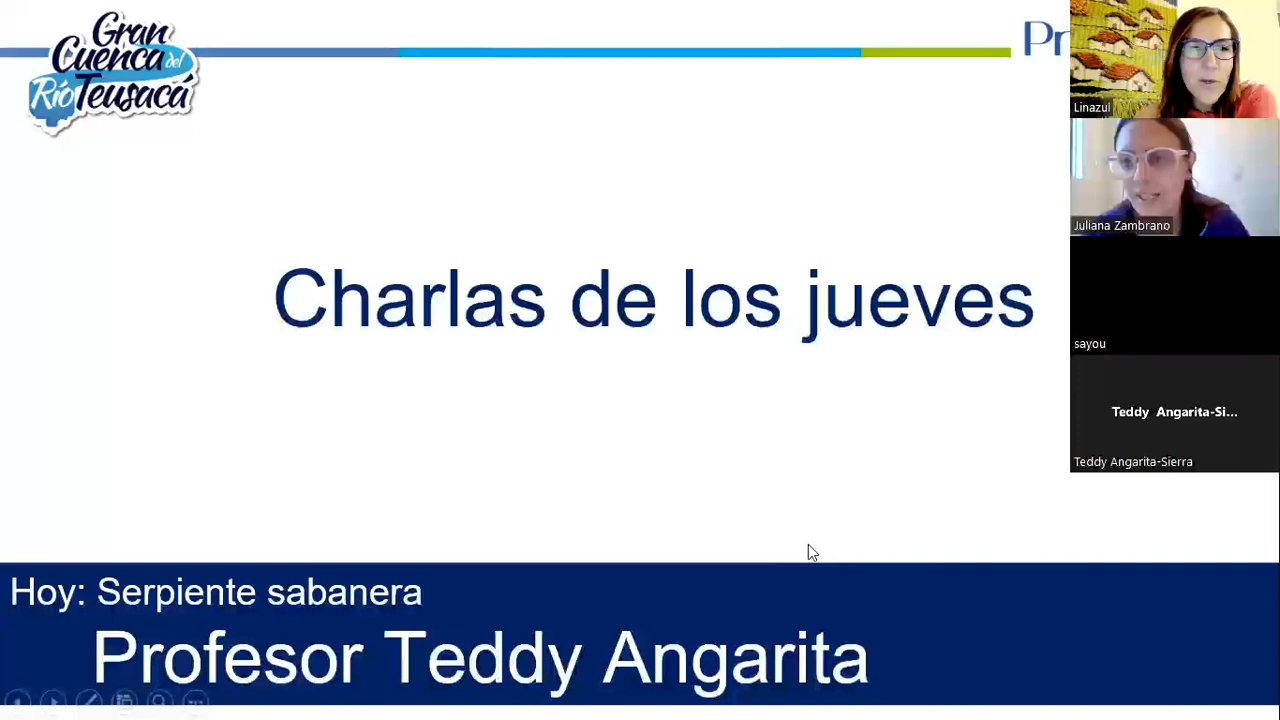 Gran
Cuenca del
Río Teusacá
Linazul
Juliana Zambrano
Charlas de los jueves
sayou
Teddy Angarita-Si...
Teddy Angarita-Sierra
Hoy: Serpiente sabanera
Profesor Teddy Angarita